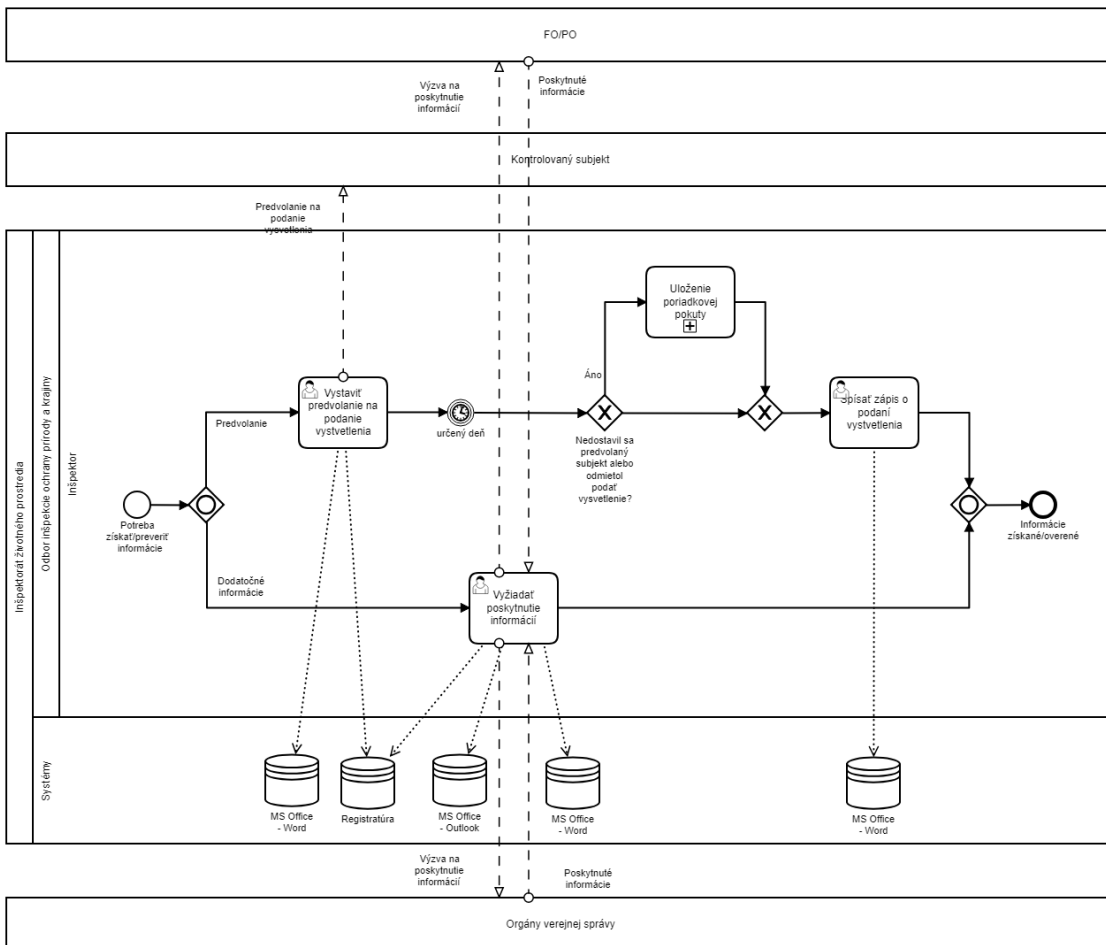 FO/PO
Výzva na
poskytnutie
informácií
Poskytnuté
informácie
Kontrolovaný subjekt
Predvolanie na
podanie
vysvetlenia
Inšpektorát životného prostredia
Odbor inšpekcie ochrany prírody a krajiny
Inšpektor
Uloženie
poriadkovej
pokuty
Áno
Vystaviť
predvolanie na
podanie
vystvetlenia
Predvolanie
určený deň
Nedostavil sa
predvolaný
subjekt alebo
odmietol
podať
vysvetlenie?
Spísať zápis o
podaní
vystvetlenia
Potreba
získať/preveriť
informácie
Informácie
získané/overené
Dodatočné
informácie
Vyžiadať
poskytnutie
informácií
Systémy
MS Office
- Word
Registratúra
MS Office
- Outlook
MS Office
- Word
MS Office
- Word
Výzva na
poskytnutie
informácií
Poskytnuté
informácie
Orgány verejnej správy